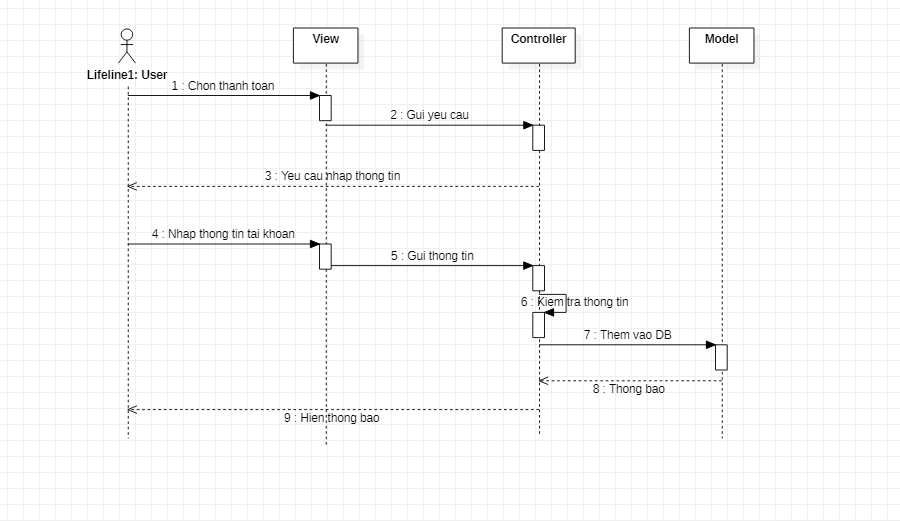 View
Controller
Model
Lifeline1: User
1 : Chon thanh toan
2 : Gui yeu cau
3 : Yeu cau nhap thong tin
4 : Nhap thong tin tai khoan
5 : Gui thong tin
6 : Kiem tra thong tin
7 : Them vao DB
8 : Thong bao
9 : Hien thong bao